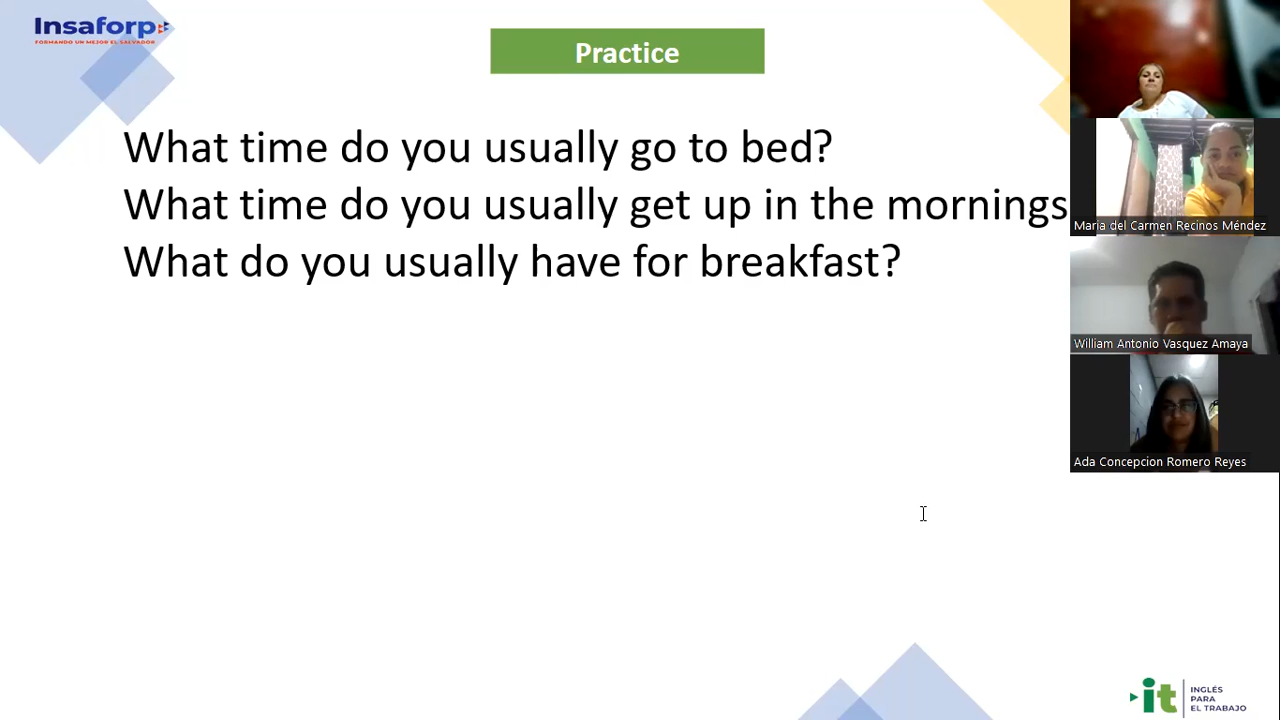 Insaforp
FORMANDO UN MEJOR EL SALVADOR
Practice
What time do you usually go to bed?
What time do you usually get up in the mornings
What do you usually have for breakfast?
Maria del Carmen Recinos Méndez
William Antonio Vasquez Amaya
Ada Concepcion Romero Reyes
it
INGLÉS
PARA
EL TRABAJO